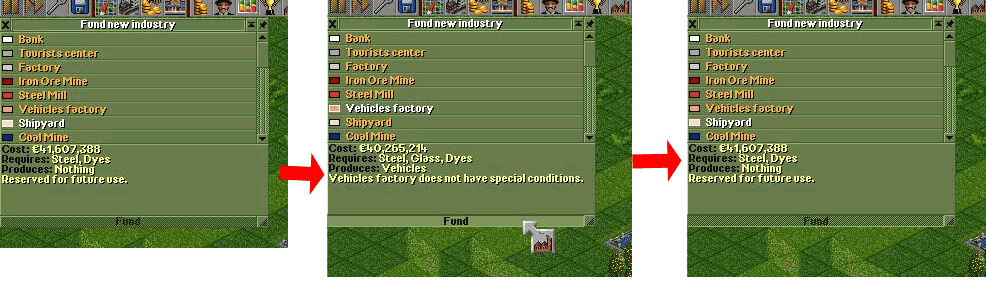 Fund new industry
Bank
Tourists center
Factory
Iron Ore Mine
Steel Mill
Vehicles factory
Shipyard
Coal Mine
Cost: €41,607,388
Requires: Steel, Dyes
Produces: Nothing
Reserved for future use.
Fund
Fund new industry
Bank
Tourists center
Factory
Iron Ore Mine
Steel Mill
Vehicles factory
Shipyard
Coal Mine
Cost: €40,265,214
Requires: Steel, Glass, Dyes
Produces: Vehicles
Vehicles factory does not have special conditions.
Fund
Fund new industry
Bank
Tourists center
Factory
Iron Ore Mine
Steel Mill
Vehicles factory
Shipyard
Coal Mine
Cost: €41,607,388
Requires: Steel, Dyes
Produces: Nothing
Reserved for future use.
Fund